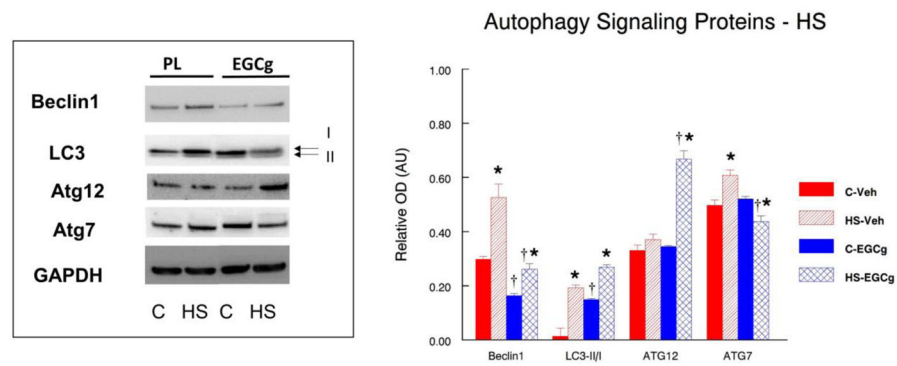 PL EGCg
Beclin1
LC3
I
II
Atg12
Atg7
GAPDH
C HS C HS
Autophagy Signaling Proteins - HS
Relative OD (AU)
1.00
0.80
0.60
0.40
0.20
0.00
*
†
†*
*
†
*
†*
*
†*
Beclin1 LC3-II/I ATG12 ATG7
C-Veh
HS-Veh
C-EGCg
HS-EGCg